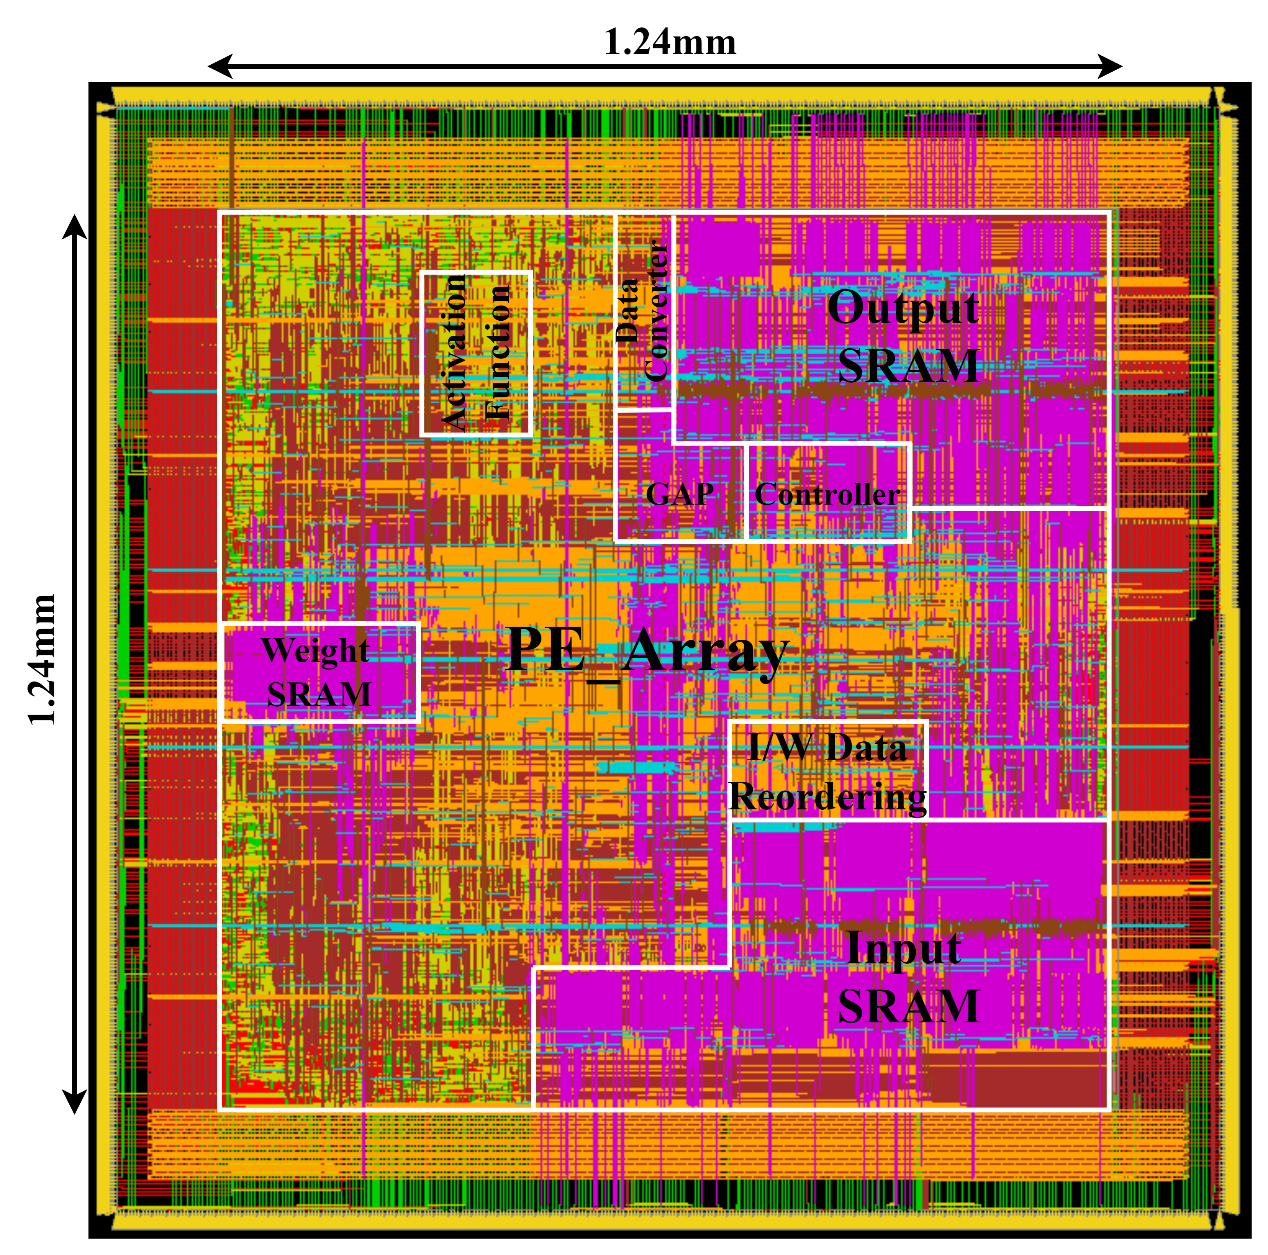 1.24mm
1.24mm
Activation
Function
Data
Converter
Output
SRAM
GAP
Controller
Weight
SRAM
PE_Array
I/W Data
Reordering
Input
SRAM